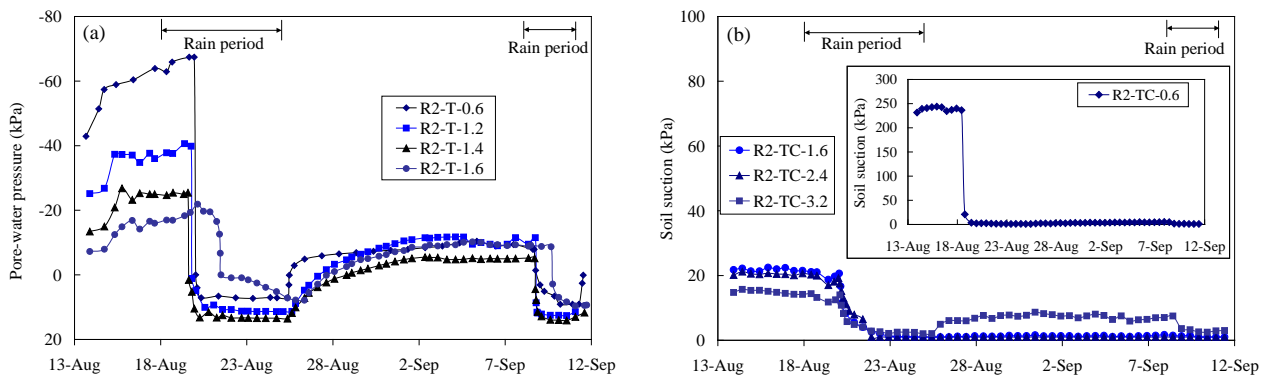 (a)
Rain period
Rain period
Pore-water pressure (kPa)
-80
-60
-40
-20
0
20
R2-T-0.6
R2-T-1.2
R2-T-1.4
R2-T-1.6
13-Aug 18-Aug 23-Aug 28-Aug 2-Sep 7-Sep 12-Sep
(b)
Rain period
Rain period
Soil suction (kPa)
100
80
60
40
20
0
R2-TC-1.6
R2-TC-2.4
R2-TC-3.2
13-Aug 18-Aug 23-Aug 28-Aug 2-Sep 7-Sep 12-Sep
R2-TC-0.6
Soil suction (kPa)
300
250
200
150
100
50
0
13-Aug 18-Aug 23-Aug 28-Aug 2-Sep 7-Sep 12-Sep